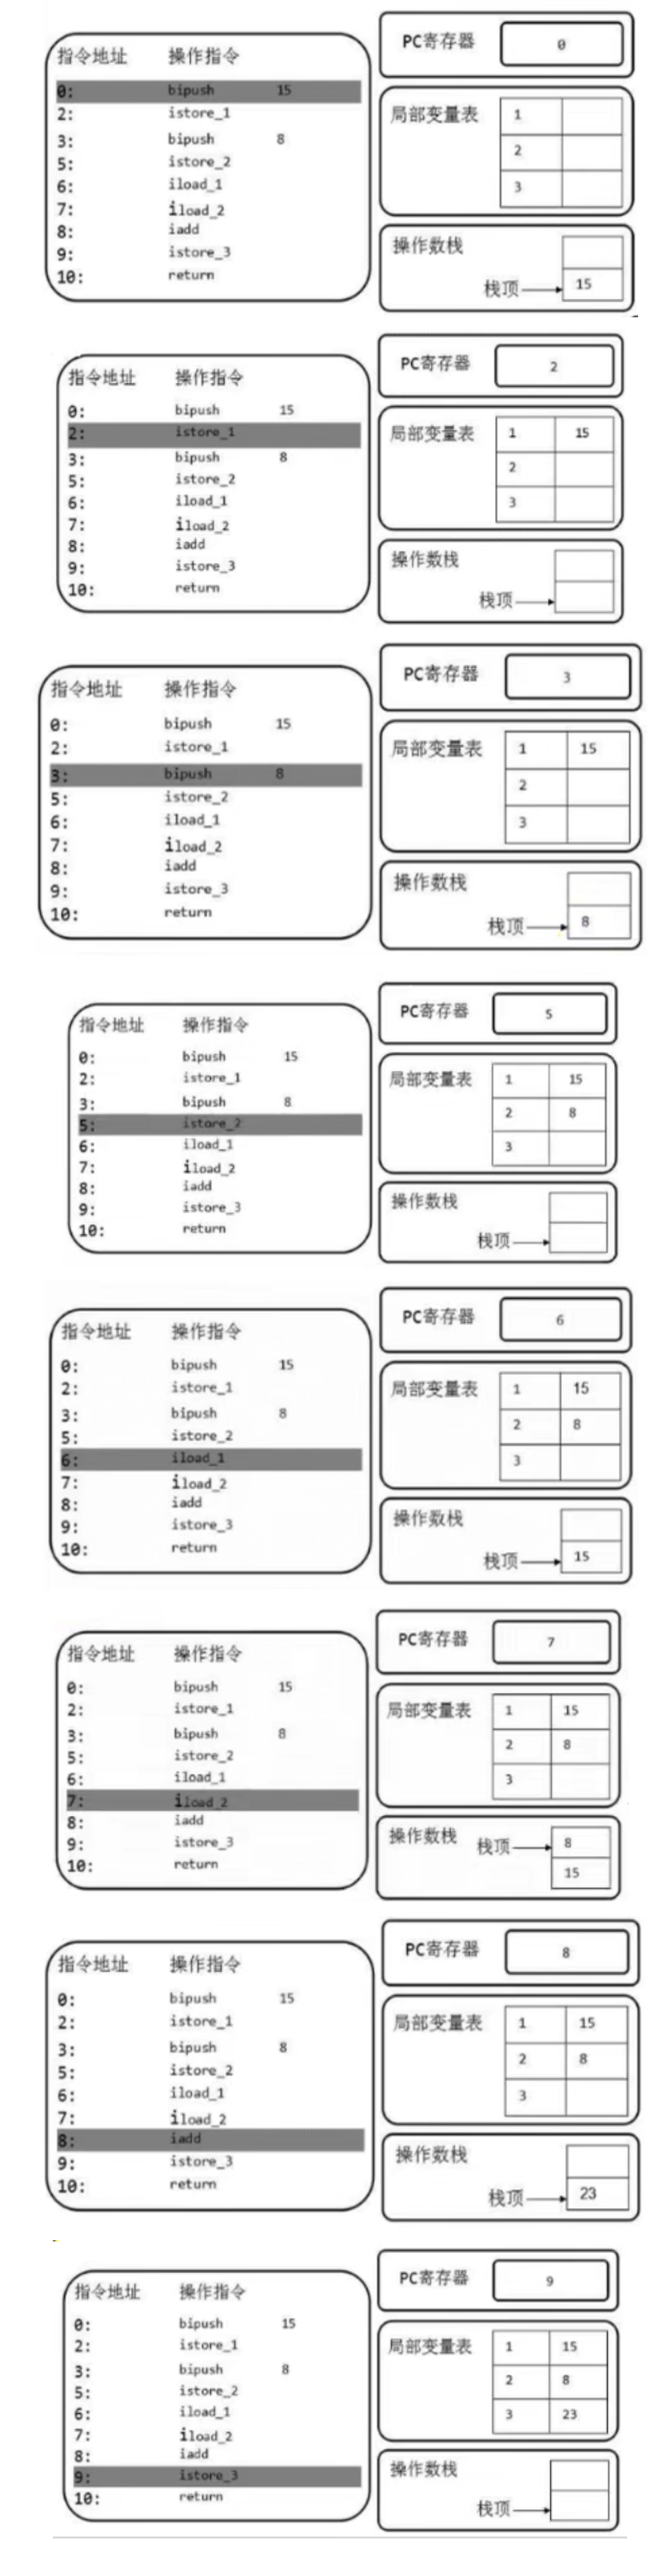 指令地址 操作指令
0: bipush 15
2: istore_1
3: bipush 8
5: istore_2
6: iload_1
7: iload_2
8: iadd
9: istore_3
10: return
PC寄存器 0
局部变量表 1
2
3
操作数栈
栈顶 15
指令地址 操作指令
0: bipush 15
2: istore_1
3: bipush 8
5: istore_2
6: iload_1
7: iload_2
8: iadd
9: istore_3
10: return
PC寄存器 2
局部变量表 1 15
2
3
操作数栈
栈顶
指令地址 操作指令
0: bipush 15
2: istore_1
3: bipush 8
5: istore_2
6: iload_1
7: iload_2
8: iadd
9: istore_3
10: return
PC寄存器 3
局部变量表 1 15
2
3
操作数栈
栈顶 8
指令地址 操作指令
0: bipush 15
2: istore_1
3: bipush 8
5: istore_2
6: iload_1
7: iload_2
8: iadd
9: istore_3
10: return
PC寄存器 5
局部变量表 1 15
2 8
3
操作数栈
栈顶
指令地址 操作指令
0: bipush 15
2: istore_1
3: bipush 8
5: istore_2
6: iload_1
7: iload_2
8: iadd
9: istore_3
10: return
PC寄存器 6
局部变量表 1 15
2 8
3
操作数栈
栈顶 15
指令地址 操作指令
0: bipush 15
2: istore_1
3: bipush 8
5: istore_2
6: iload_1
7: iload_2
8: iadd
9: istore_3
10: return
PC寄存器 7
局部变量表 1 15
2 8
3
操作数栈 栈顶 8
15
指令地址 操作指令
0: bipush 15
2: istore_1
3: bipush 8
5: istore_2
6: iload_1
7: iload_2
8: iadd
9: istore_3
10: return
PC寄存器 8
局部变量表 1 15
2 8
3
操作数栈
栈顶 23
指令地址 操作指令
0: bipush 15
2: istore_1
3: bipush 8
5: istore_2
6: iload_1
7: iload_2
8: iadd
9: istore_3
10: return
PC寄存器 9
局部变量表 1 15
2 8
3 23
操作数栈
栈顶